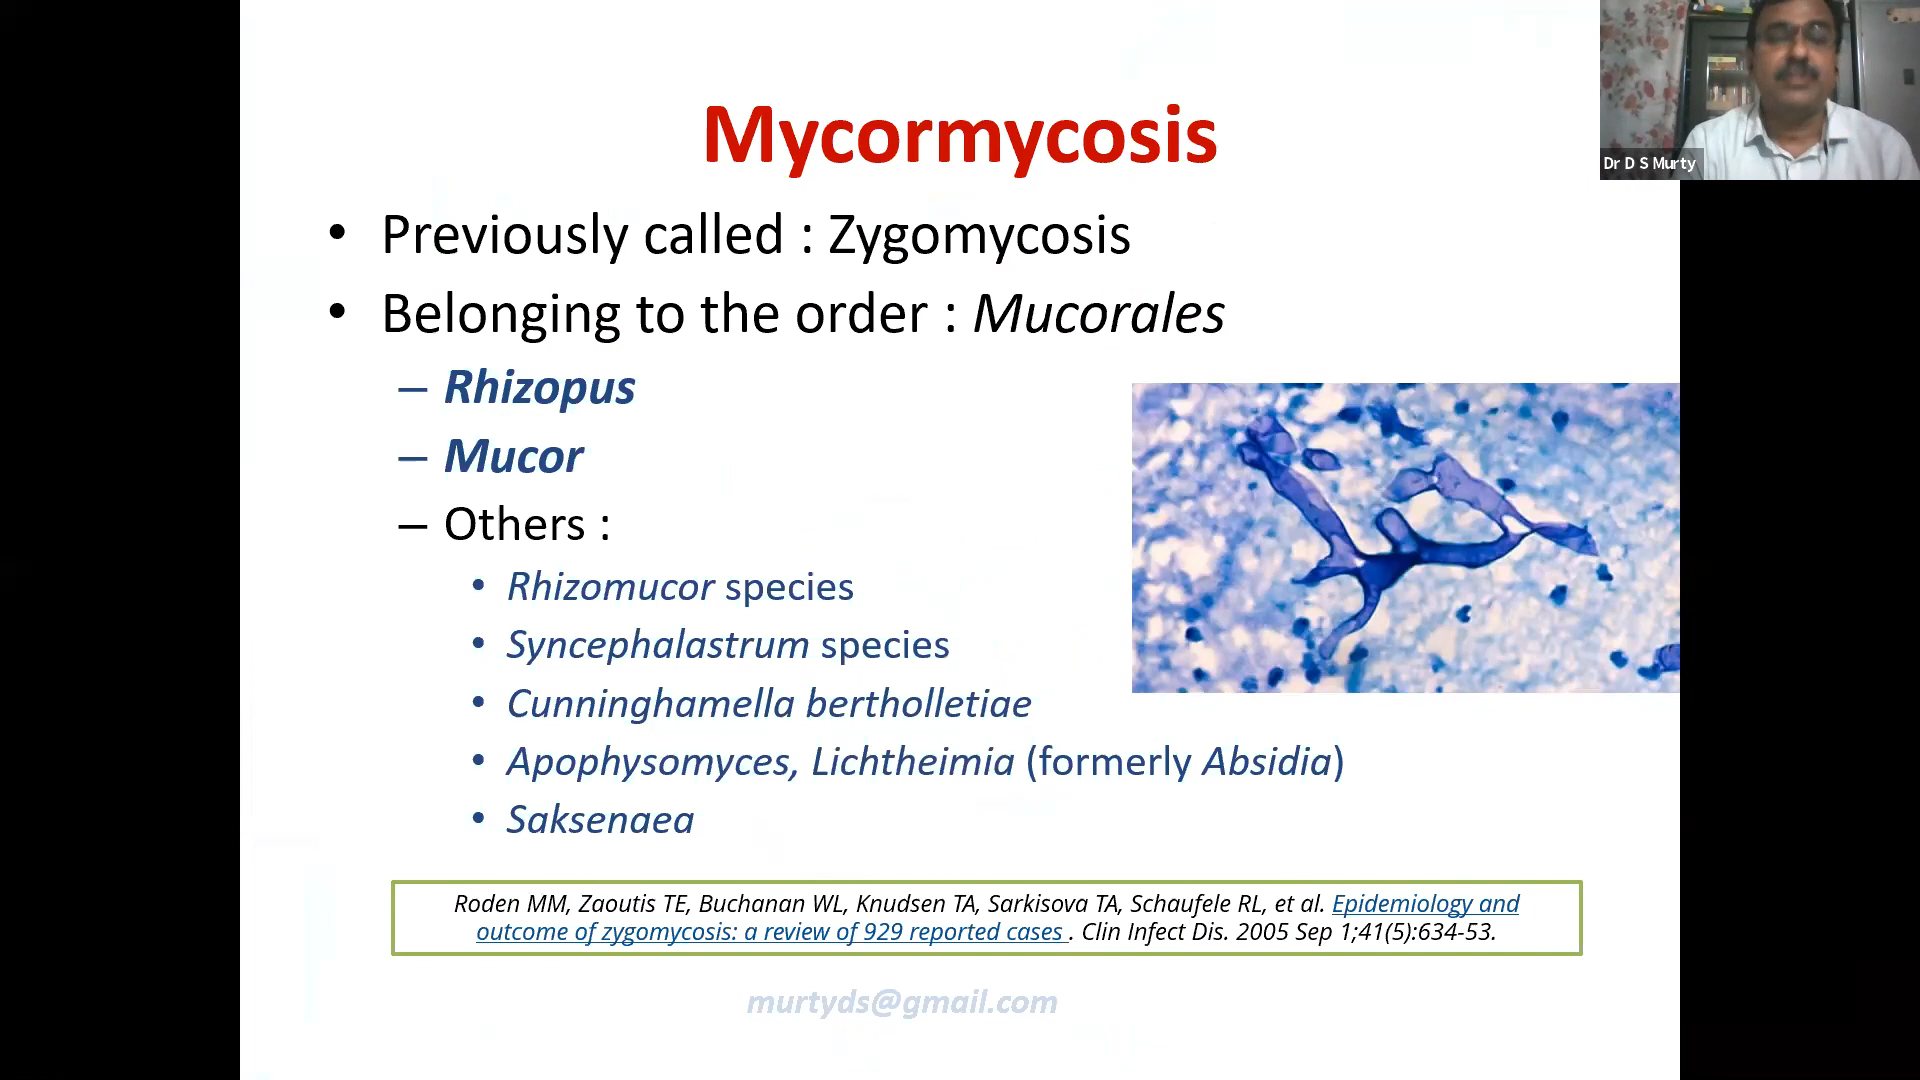 Mycormycosis
Dr D S Murty
• Previously called : Zygomycosis
• Belonging to the order : Mucorales
– Rhizopus
– Mucor
– Others :
• Rhizomucor species
• Syncephalastrum species
• Cunninghamella bertholletiae
• Apophysomyces, Lichtheimia (formerly Absidia)
• Saksenaea
Roden MM, Zaoutis TE, Buchanan WL, Knudsen TA, Sarkisova TA, Schaufele RL, et al. Epidemiology and
outcome of zygomycosis: a review of 929 reported cases . Clin Infect Dis. 2005 Sep 1;41(5):634-53.
murtyds@gmail.com